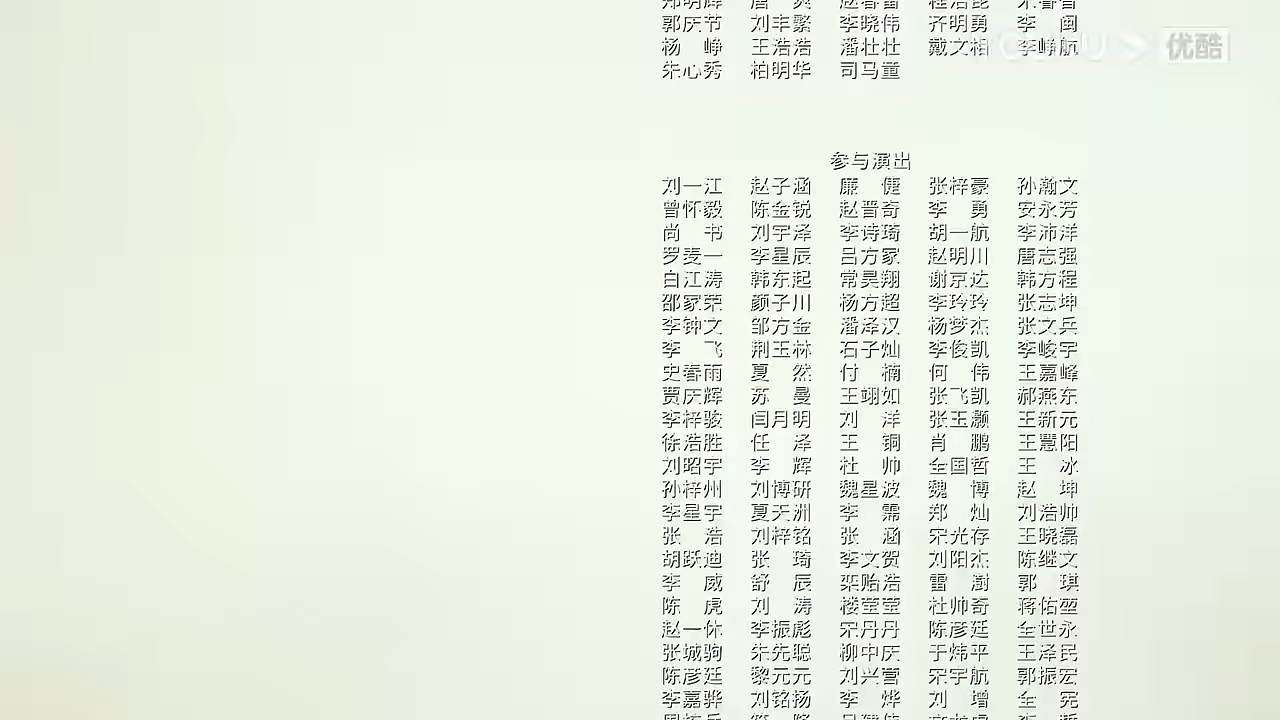 优酷
郭庆节 刘丰繁 李晓伟 齐明勇 李 闽
杨 峥 王浩浩 潘壮壮 戴文相 李峥航
朱心秀 柏明华 司马童
参与演出
刘一江 赵子涵 廉 倢 张梓豪 孙瀚文
曾怀毅 陈金锐 赵晋奇 李 勇 安永芳
尚 书 刘宇泽 李诗琦 胡一航 李沛洋
罗麦一 李星辰 吕方家 赵明川 唐志强
白江涛 韩东起 常昊翔 谢京达 韩方程
邵家荣 颜子川 杨方超 李玲玲 张志坤
李钟文 邹方金 潘泽汉 杨梦杰 张文兵
李 飞 荆玉林 石子灿 李俊凯 李峻宇
史春雨 夏 然 付 楠 何 伟 王嘉峰
贾庆辉 苏 曼 王翊如 张飞凯 郝燕东
李梓骏 闫月明 刘 洋 张玉灏 王新元
徐浩胜 任 泽 王 铜 肖 鹏 王慧阳
刘昭宇 李 辉 杜 帅 全国哲 王 冰
孙梓州 刘博研 魏星波 魏 博 赵 坤
李星宇 夏天洲 李 霈 郑 灿 刘浩帅
张 浩 刘梓铭 张 涵 宋光存 王晓磊
胡跃迪 张 琦 李文贺 刘阳杰 陈继文
李 威 舒 辰 栾贻浩 雷 澍 郭 琪
陈 虎 刘 涛 楼莹莹 杜帅奇 蒋佑堃
赵一休 李振彪 宋丹丹 陈彦廷 全世永
张城驹 朱先聪 柳中庆 于炜平 王泽民
陈彦廷 黎元元 刘兴营 宋宇航 郭振宏
李嘉骅 刘铭扬 李 烨 刘 增 全 宪